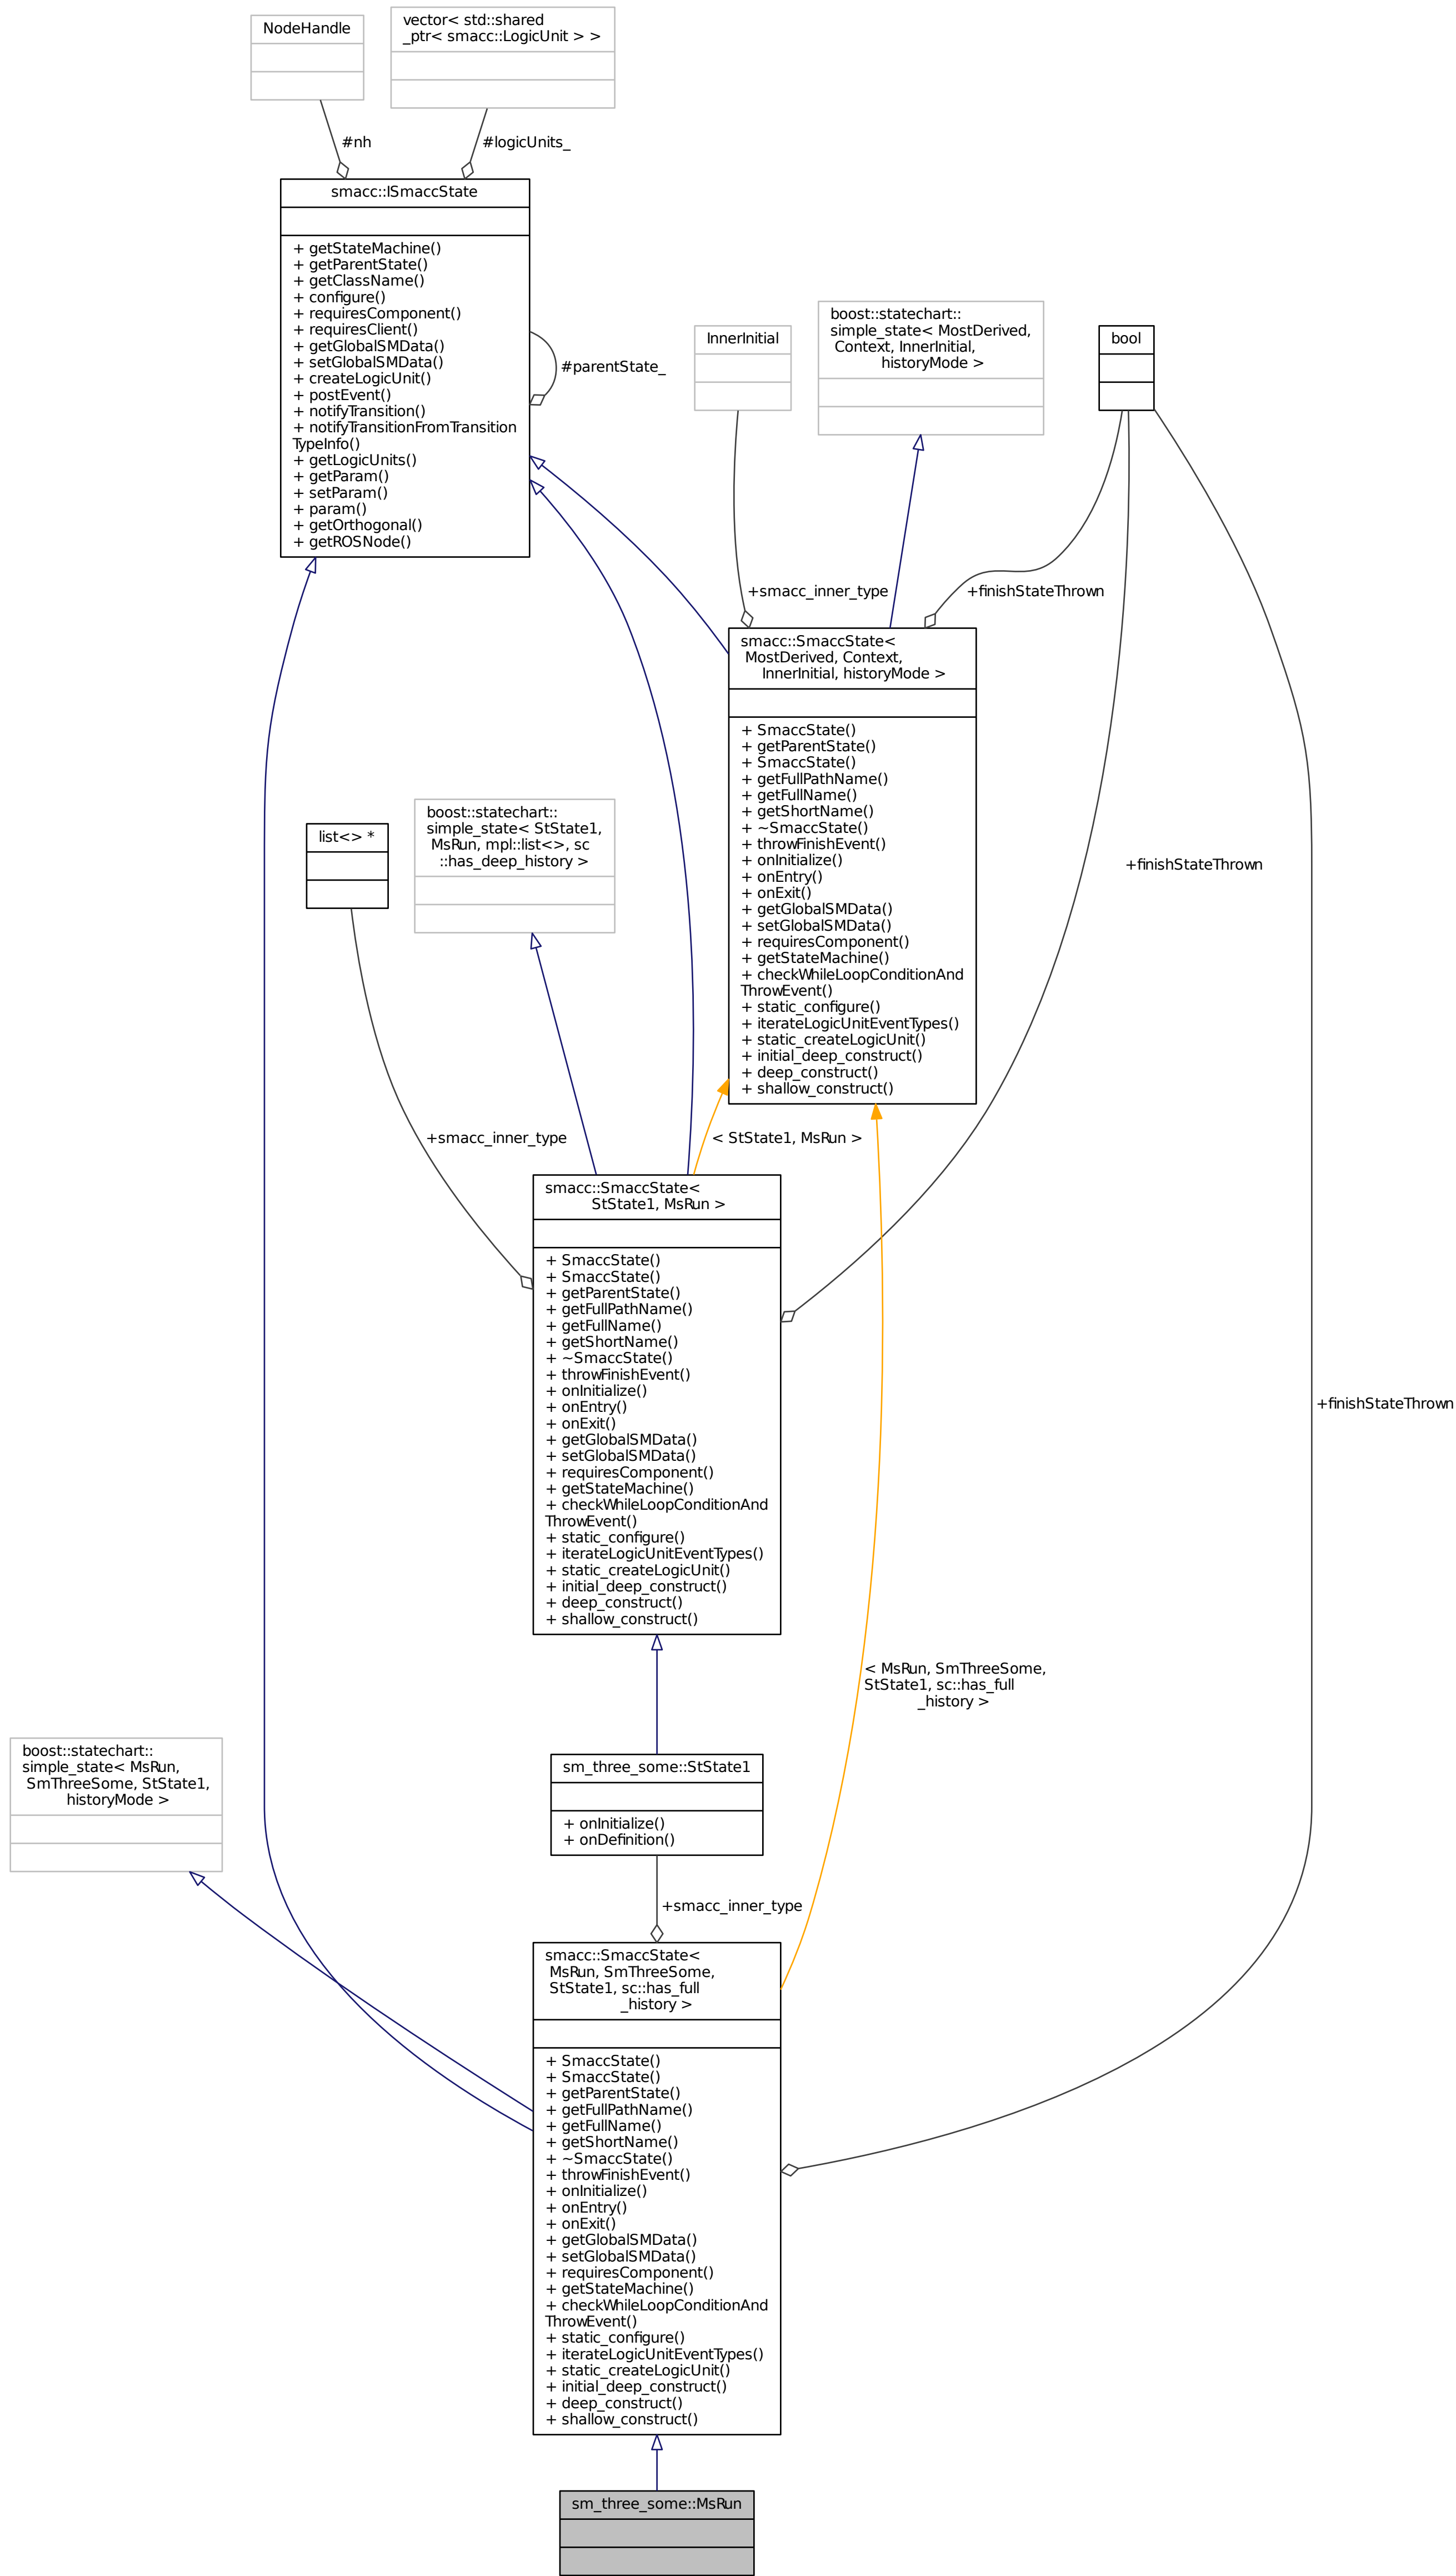 NodeHandle
vector< std::shared
_ptr< smacc::LogicUnit > >
#nh
#logicUnits_
smacc::ISmaccState
+ getStateMachine()
+ getParentState()
+ getClassName()
+ configure()
+ requiresComponent()
+ requiresClient()
+ getGlobalSMData()
+ setGlobalSMData()
+ createLogicUnit()
+ postEvent()
+ notifyTransition()
+ notifyTransitionFromTransition
TypeInfo()
+ getLogicUnits()
+ getParam()
+ setParam()
+ param()
+ getOrthogonal()
+ getROSNode()
#parentState_
InnerInitial
boost::statechart::
simple_state< MostDerived,
Context, InnerInitial,
historyMode >
bool
+smacc_inner_type
+finishStateThrown
smacc::SmaccState<
MostDerived, Context,
InnerInitial, historyMode >
+ SmaccState()
+ getParentState()
+ SmaccState()
+ getFullPathName()
+ getFullName()
+ getShortName()
+ ~SmaccState()
+ throwFinishEvent()
+ onInitialize()
+ onEntry()
+ onExit()
+ getGlobalSMData()
+ setGlobalSMData()
+ requiresComponent()
+ getStateMachine()
+ checkWhileLoopConditionAnd
ThrowEvent()
+ static_configure()
+ iterateLogicUnitEventTypes()
+ static_createLogicUnit()
+ initial_deep_construct()
+ deep_construct()
+ shallow_construct()
+finishStateThrown
list<> *
boost::statechart::
simple_state< StState1,
MsRun, mpl::list<>, sc
::has_deep_history >
+smacc_inner_type
< StState1, MsRun >
smacc::SmaccState<
StState1, MsRun >
+ SmaccState()
+ SmaccState()
+ getParentState()
+ getFullPathName()
+ getFullName()
+ getShortName()
+ ~SmaccState()
+ throwFinishEvent()
+ onInitialize()
+ onEntry()
+ onExit()
+ getGlobalSMData()
+ setGlobalSMData()
+ requiresComponent()
+ getStateMachine()
+ checkWhileLoopConditionAnd
ThrowEvent()
+ static_configure()
+ iterateLogicUnitEventTypes()
+ static_createLogicUnit()
+ initial_deep_construct()
+ deep_construct()
+ shallow_construct()
+finishStateThrown
< MsRun, SmThreeSome,
StState1, sc::has_full
_history >
boost::statechart::
simple_state< MsRun,
SmThreeSome, StState1,
historyMode >
sm_three_some::StState1
+ onInitialize()
+ onDefinition()
+smacc_inner_type
smacc::SmaccState<
MsRun, SmThreeSome,
StState1, sc::has_full
_history >
+ SmaccState()
+ SmaccState()
+ getParentState()
+ getFullPathName()
+ getFullName()
+ getShortName()
+ ~SmaccState()
+ throwFinishEvent()
+ onInitialize()
+ onEntry()
+ onExit()
+ getGlobalSMData()
+ setGlobalSMData()
+ requiresComponent()
+ getStateMachine()
+ checkWhileLoopConditionAnd
ThrowEvent()
+ static_configure()
+ iterateLogicUnitEventTypes()
+ static_createLogicUnit()
+ initial_deep_construct()
+ deep_construct()
+ shallow_construct()
sm_three_some::MsRun